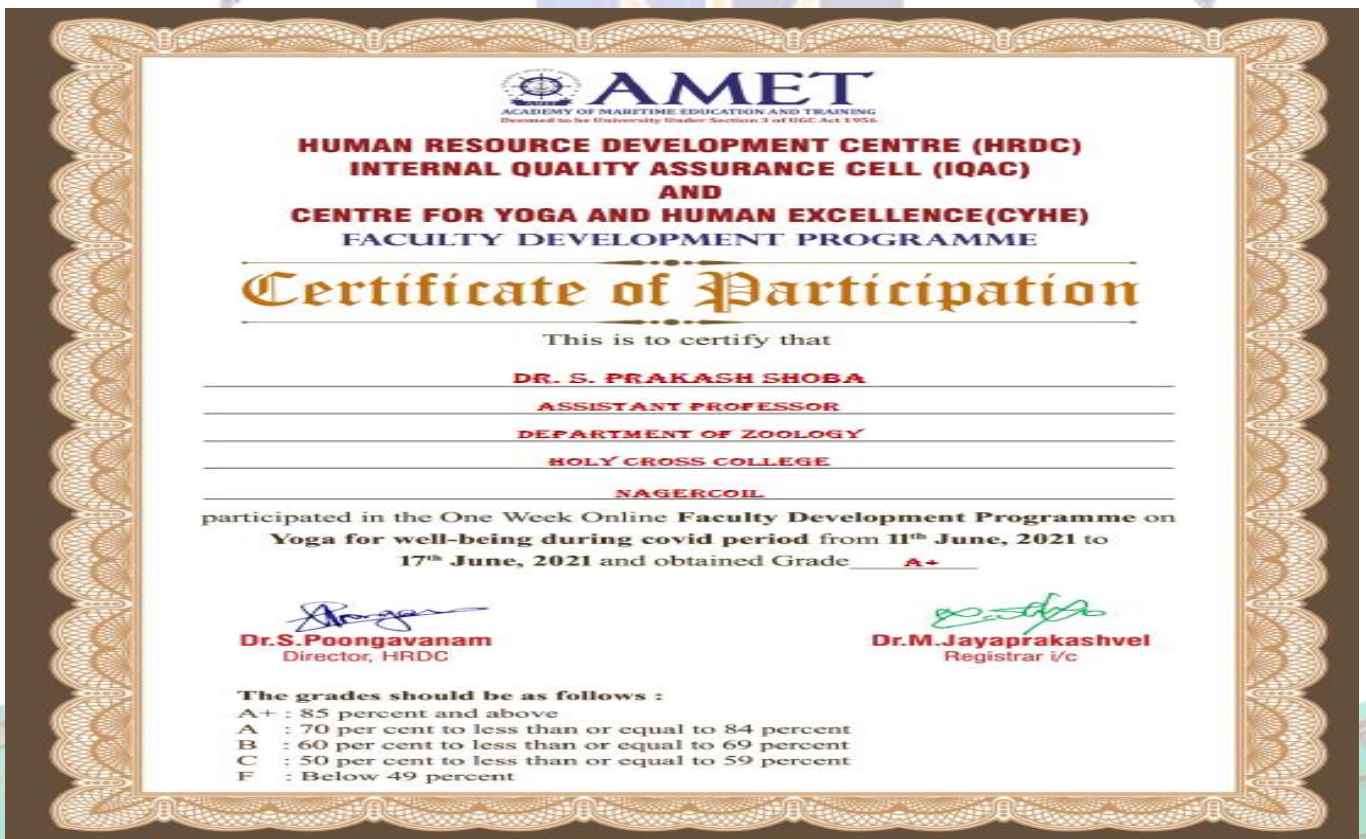 AMET
ACADEMY OF MARITIME EDUCATION AND TRAINING
Deemed to be University Under Section 3 of UGC Act 1956
HUMAN RESOURCE DEVELOPMENT CENTRE (HRDC)
INTERNAL QUALITY ASSURANCE CELL (IQAC)
AND
CENTRE FOR YOGA AND HUMAN EXCELLENCE(CYHE)
FACULTY DEVELOPMENT PROGRAMME
Certificate of Participation
This is to certify that
DR. S. PRAKASH SHOBA
ASSISTANT PROFESSOR
DEPARTMENT OF ZOOLOGY
HOLY CROSS COLLEGE
NAGERCOIL
participated in the One Week Online Faculty Development Programme on
Yoga for well-being during covid period from 11th June, 2021 to
17th June, 2021 and obtained Grade A+
Dr.S.Poongavanam
Director, HRDC
Dr.M.Jayaprakashvel
Registrar i/c
The grades should be as follows :
A+ : 85 percent and above
A : 70 per cent to less than or equal to 84 percent
B : 60 per cent to less than or equal to 69 percent
C : 50 per cent to less than or equal to 59 percent
F : Below 49 percent